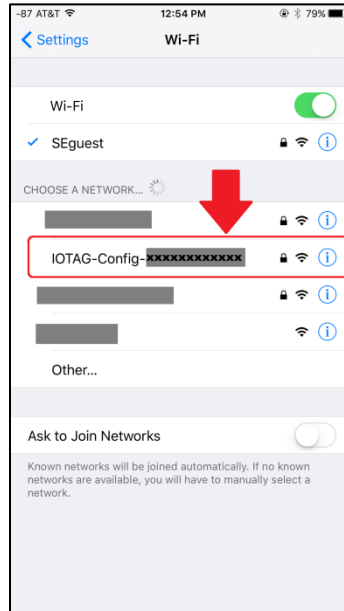 -87 AT&T 12:54 PM 79%
Settings Wi-Fi
Wi-Fi
SEguest
CHOOSE A NETWORK...
IOTAG-Config-xxxxxxxxxxxx
Other...
Ask to Join Networks
Known networks will be joined automatically. If no known
networks are available, you will have to manually select a
network.